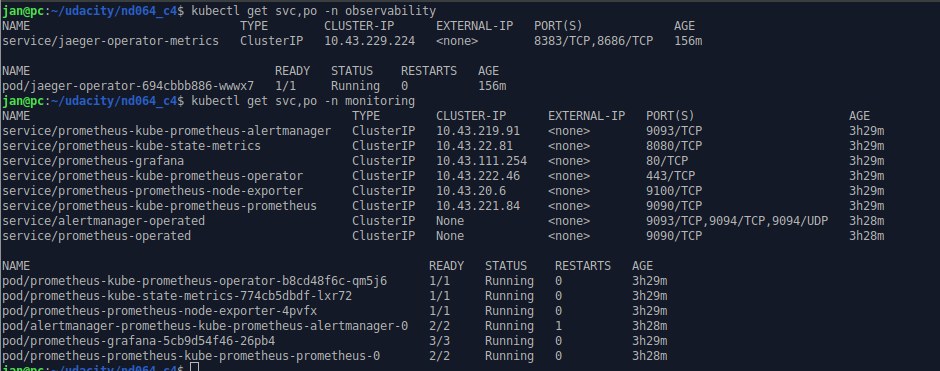 jan@pc:~/udacity/nd064_c4$ kubectl get svc,po -n observability
NAME TYPE CLUSTER-IP EXTERNAL-IP PORT(S) AGE
service/jaeger-operator-metrics ClusterIP 10.43.229.224 <none> 8383/TCP,8686/TCP 156m
NAME READY STATUS RESTARTS AGE
pod/jaeger-operator-694cbbb886-wwwx7 1/1 Running 0 156m
jan@pc:~/udacity/nd064_c4$ kubectl get svc,po -n monitoring
NAME TYPE CLUSTER-IP EXTERNAL-IP PORT(S) AGE
service/prometheus-kube-prometheus-alertmanager ClusterIP 10.43.219.91 <none> 9093/TCP 3h29m
service/prometheus-kube-state-metrics ClusterIP 10.43.22.81 <none> 8080/TCP 3h29m
service/prometheus-grafana ClusterIP 10.43.111.254 <none> 80/TCP 3h29m
service/prometheus-kube-prometheus-operator ClusterIP 10.43.222.46 <none> 443/TCP 3h29m
service/prometheus-prometheus-node-exporter ClusterIP 10.43.20.6 <none> 9100/TCP 3h29m
service/prometheus-kube-prometheus-prometheus ClusterIP 10.43.221.84 <none> 9090/TCP 3h29m
service/alertmanager-operated ClusterIP None <none> 9093/TCP,9094/TCP,9094/UDP 3h28m
service/prometheus-operated ClusterIP None <none> 9090/TCP 3h28m
NAME READY STATUS RESTARTS AGE
pod/prometheus-kube-prometheus-operator-b8cd48f6c-qm5j6 1/1 Running 0 3h29m
pod/prometheus-kube-state-metrics-774cb5dbdf-lxr72 1/1 Running 0 3h29m
pod/prometheus-prometheus-node-exporter-4pvfx 1/1 Running 0 3h29m
pod/alertmanager-prometheus-kube-prometheus-alertmanager-0 2/2 Running 1 3h28m
pod/prometheus-grafana-5cb9d54f46-26pb4 3/3 Running 0 3h29m
pod/prometheus-prometheus-kube-prometheus-prometheus-0 2/2 Running 0 3h28m
jan@pc:~/udacity/nd064_c4$